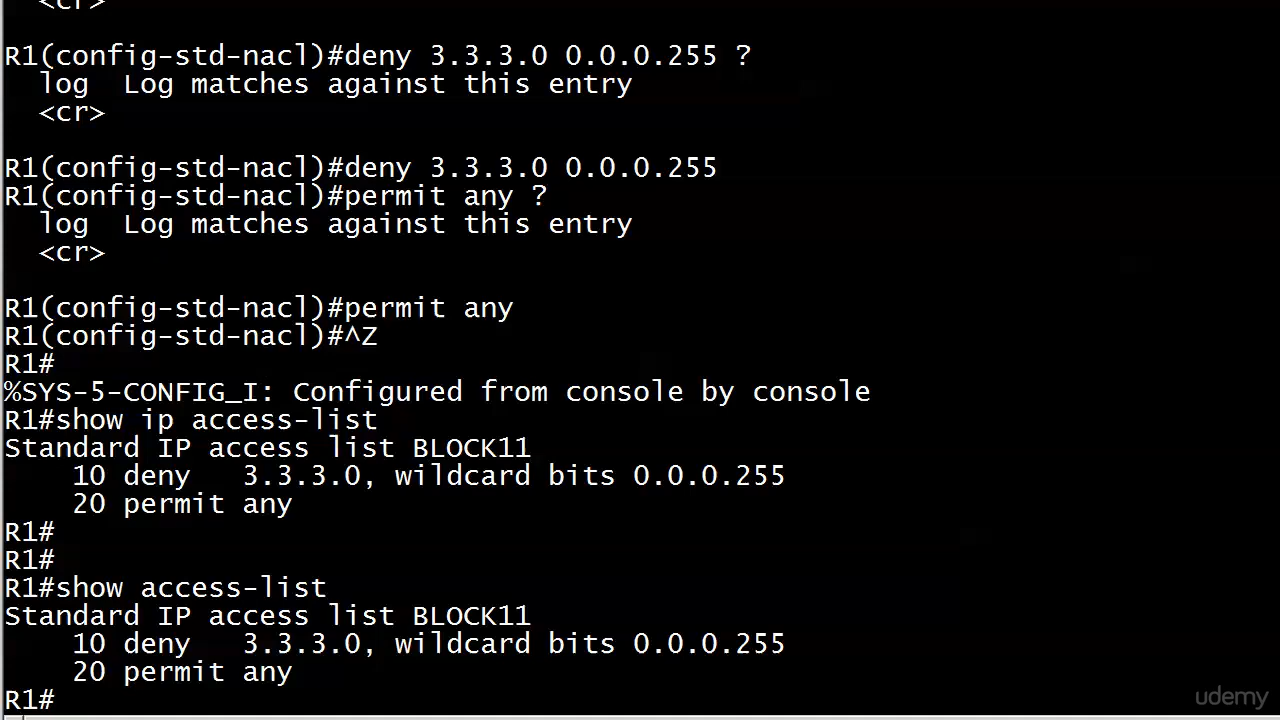 <cr>
R1(config-std-nacl)#deny 3.3.3.0 0.0.0.255 ?
  log  Log matches against this entry
  <cr>
R1(config-std-nacl)#deny 3.3.3.0 0.0.0.255
R1(config-std-nacl)#permit any ?
  log  Log matches against this entry
  <cr>
R1(config-std-nacl)#permit any
R1(config-std-nacl)#^Z
R1#
%SYS-5-CONFIG_I: Configured from console by console
R1#show ip access-list
Standard IP access list BLOCK11
    10 deny   3.3.3.0, wildcard bits 0.0.0.255
    20 permit any
R1#
R1#
R1#show access-list
Standard IP access list BLOCK11
    10 deny   3.3.3.0, wildcard bits 0.0.0.255
    20 permit any
R1#
udemy